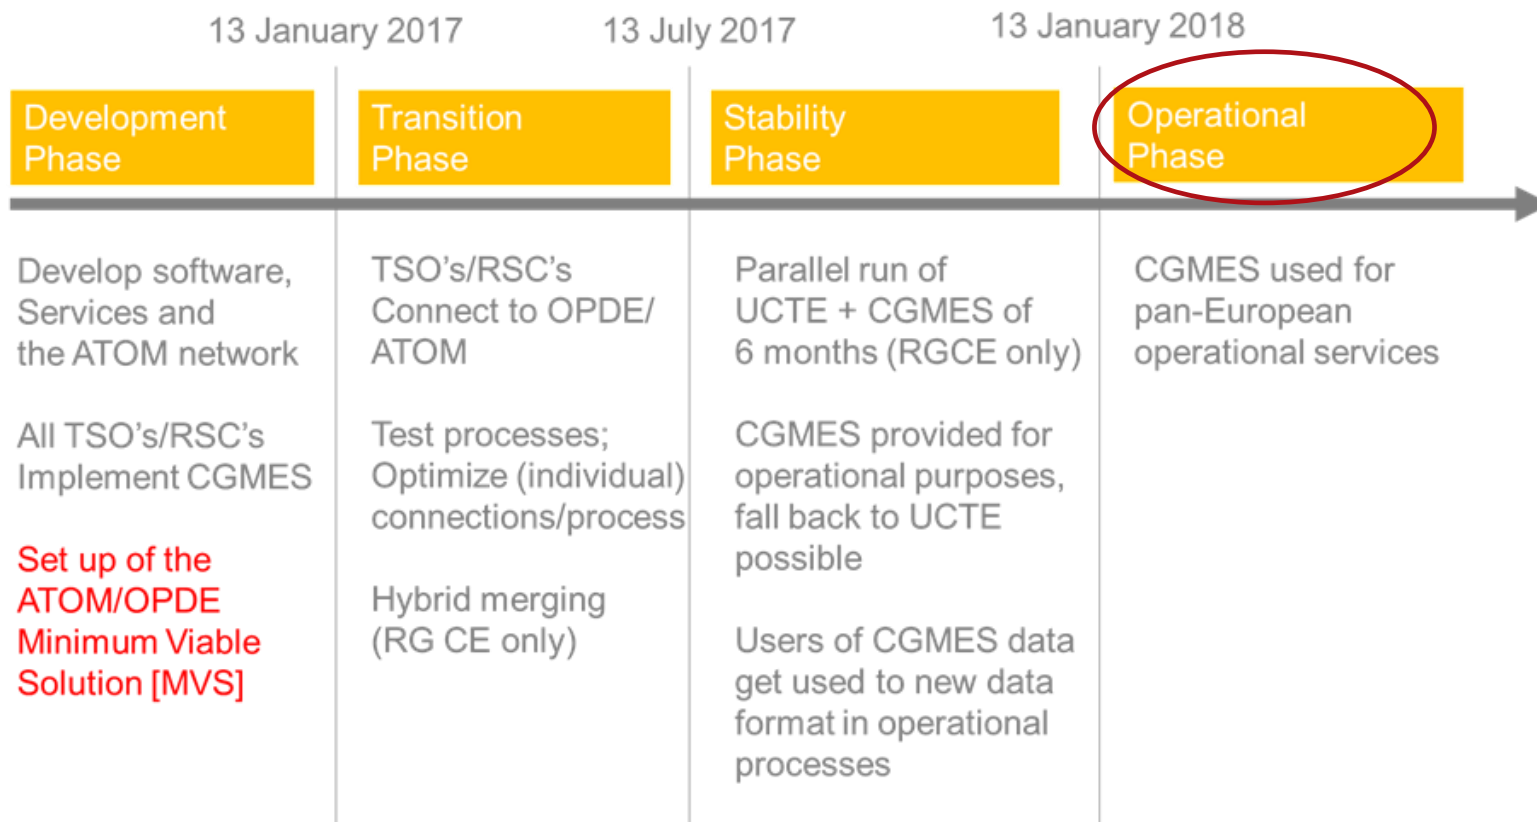 13 January 2017
13 July 2017
13 January 2018
Development
Phase
Transition
Phase
Stability
Phase
Operational
Phase
Develop software,
Services and
the ATOM network
All TSO's/RSC's
Implement CGMES
Set up of the
ATOM/OPDE
Minimum Viable
Solution [MVS]
TSO's/RSC's
Connect to OPDE/
ATOM
Test processes;
Optimize (individual)
connections/process
Hybrid merging
(RG CE only)
Parallel run of
UCTE + CGMES of
6 months (RGCE only)
CGMES provided for
operational purposes,
fall back to UCTE
possible
Users of CGMES data
get used to new data
format in operational
processes
CGMES used for
pan-European
operational services